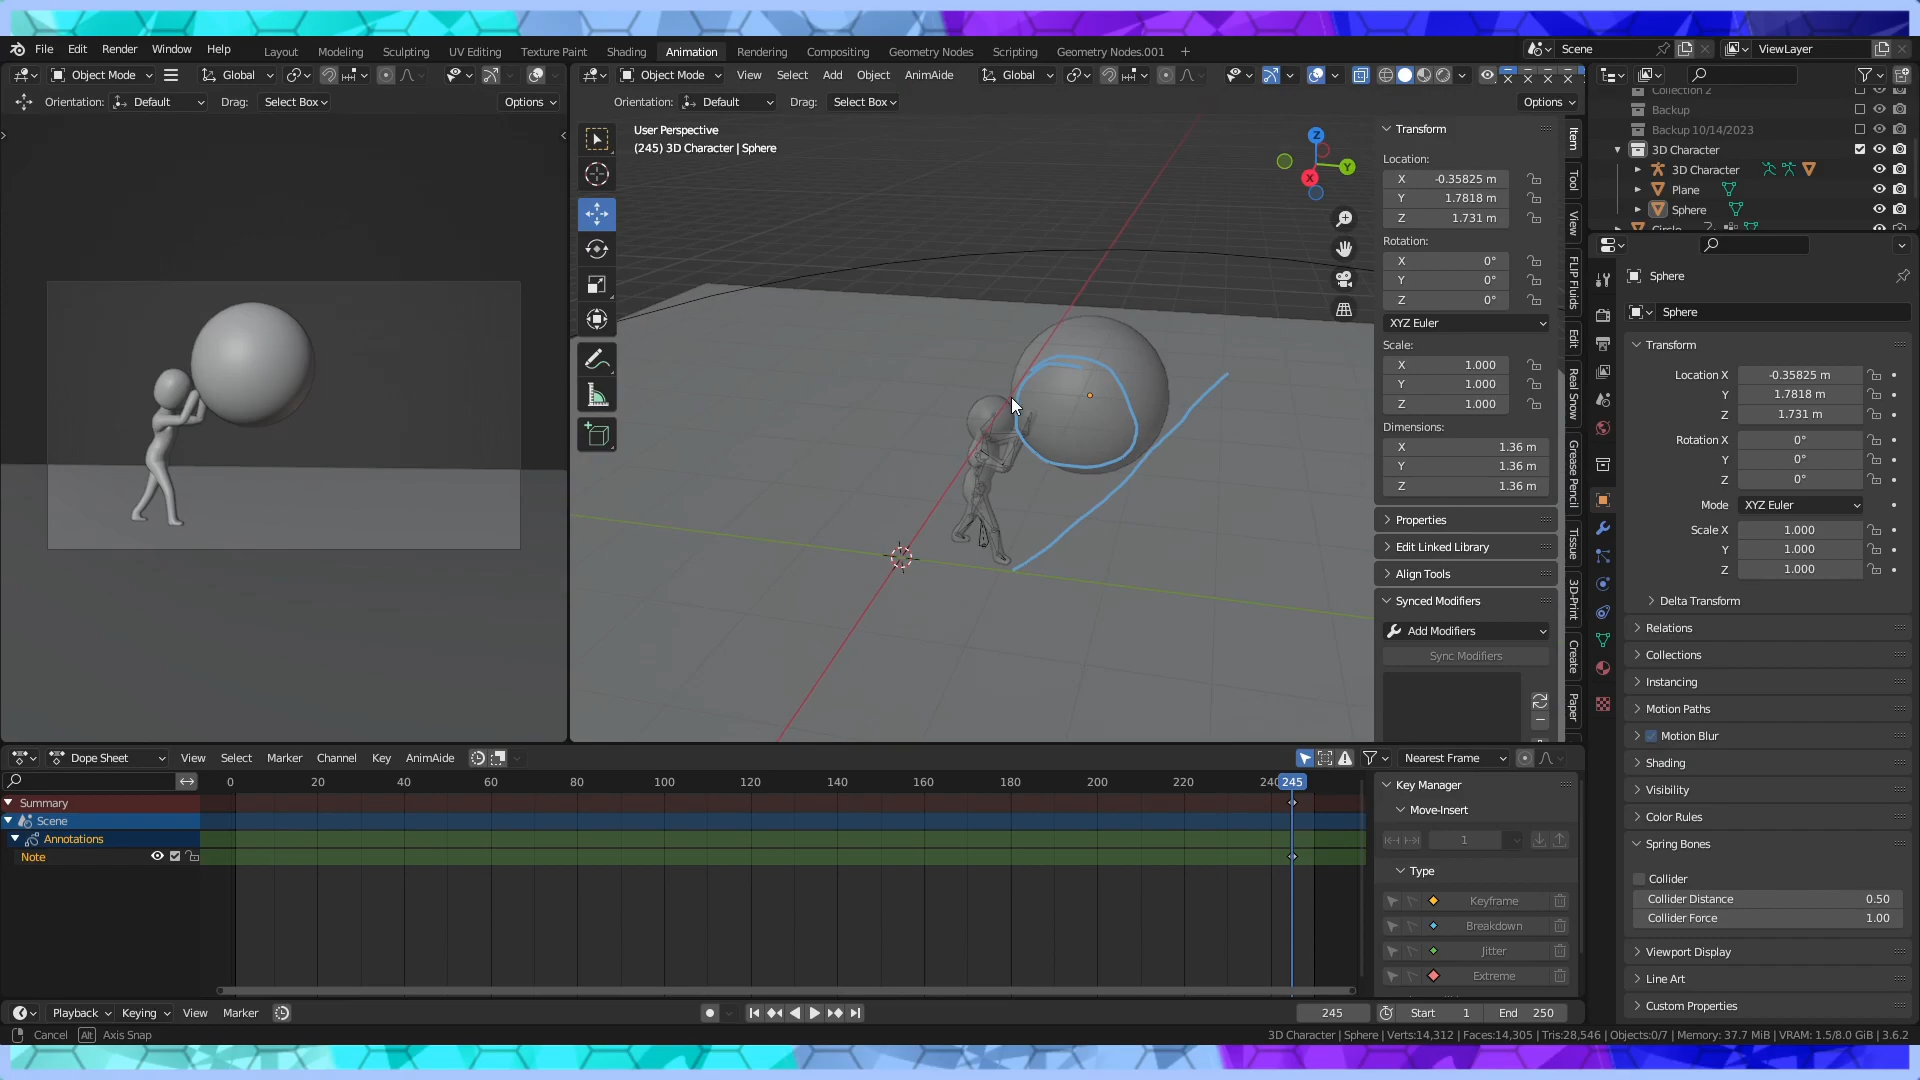 File Edit Render Window Help Layout Modeling Sculpting UV Editing Texture Paint Shading Animation Rendering Compositing Geometry Nodes Scripting Geometry Nodes.001 + Scene ViewLayer
Object Mode Global
Object Mode View Select Add Object AnimAide Global
Orientation: Default Drag: Select Box Options
Orientation: Default Drag: Select Box Options
User Perspective
(245) 3D Character | Sphere
Z
Y
X
Transform
Location:
X -0.35825 m
Y 1.7818 m
Z 1.731 m
Rotation:
X 0°
Y 0°
Z 0°
XYZ Euler
Scale:
X 1.000
Y 1.000
Z 1.000
Dimensions:
X 1.36 m
Y 1.36 m
Z 1.36 m
Properties
Edit Linked Library
Align Tools
Synced Modifiers
Add Modifiers
Sync Modifiers
Item
Tool
View
FLIP Fluids
Edit
Real Snow
Grease Pencil
Tissue
3D-Print
Create
Paper
Collection 2
Backup
Backup 10/14/2023
3D Character
3D Character
Plane
Sphere
Circle
Sphere
Sphere
Transform
Location X -0.35825 m
Y 1.7818 m
Z 1.731 m
Rotation X 0°
Y 0°
Z 0°
Mode XYZ Euler
Scale X 1.000
Y 1.000
Z 1.000
Delta Transform
Relations
Collections
Instancing
Motion Paths
Motion Blur
Shading
Visibility
Color Rules
Spring Bones
Collider
Collider Distance 0.50
Collider Force 1.00
Viewport Display
Line Art
Custom Properties
Dope Sheet View Select Marker Channel Key AnimAide Nearest Frame
0 20 40 60 80 100 120 140 160 180 200 220 240 245
Summary
Scene
Annotations
Note
Key Manager
Move-Insert
1
Type
Keyframe
Breakdown
Jitter
Extreme
Playback Keying View Marker 245 Start 1 End 250
Cancel Alt Axis Snap 3D Character | Sphere | Verts:14,312 | Faces:14,305 | Tris:28,546 | Objects:0/7 | Memory: 37.7 MiB | VRAM: 1.5/8.0 GiB | 3.6.2